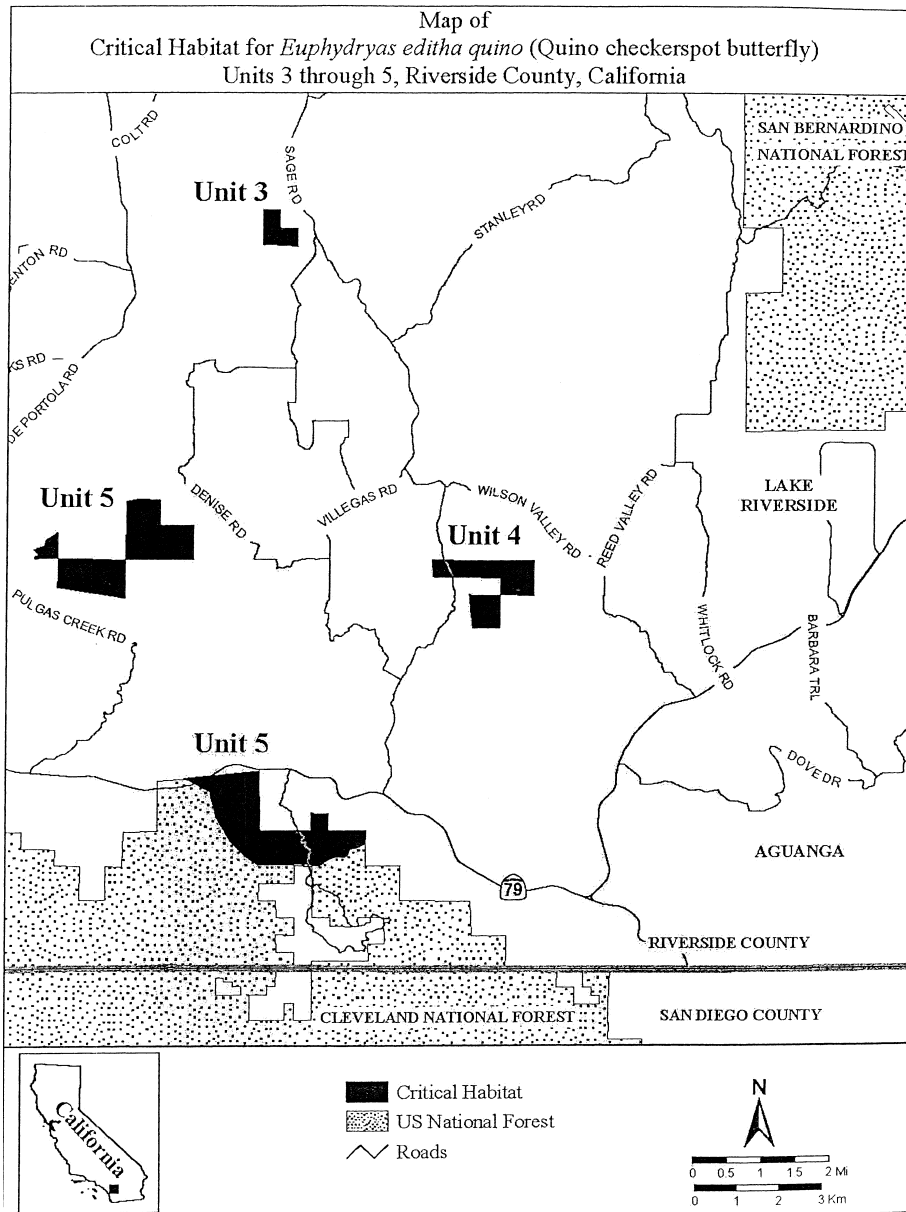 Map of
Critical Habitat for Euphydryas editha quino (Quino checkerspot butterfly)
Units 3 through 5, Riverside County, California
COLT RD
SAGE RD
SAN BERNARDINO
NATIONAL FOREST
Unit 3
STANLEY RD
ENTON RD
KS RD
DE PORTOLA RD
Unit 5
DENISE RD
VILLEGAS RD
WILSON VALLEY RD
REED VALLEY RD
LAKE
RIVERSIDE
Unit 4
PULGAS CREEK RD
WHITLOCK RD
BARBARA TRL
Unit 5
DOVE DR
AGUANGA
79
RIVERSIDE COUNTY
CLEVELAND NATIONAL FOREST
SAN DIEGO COUNTY
California
Critical Habitat
US National Forest
Roads
N
0 0.5 1 1.5 2 Mi
0 1 2 3 Km